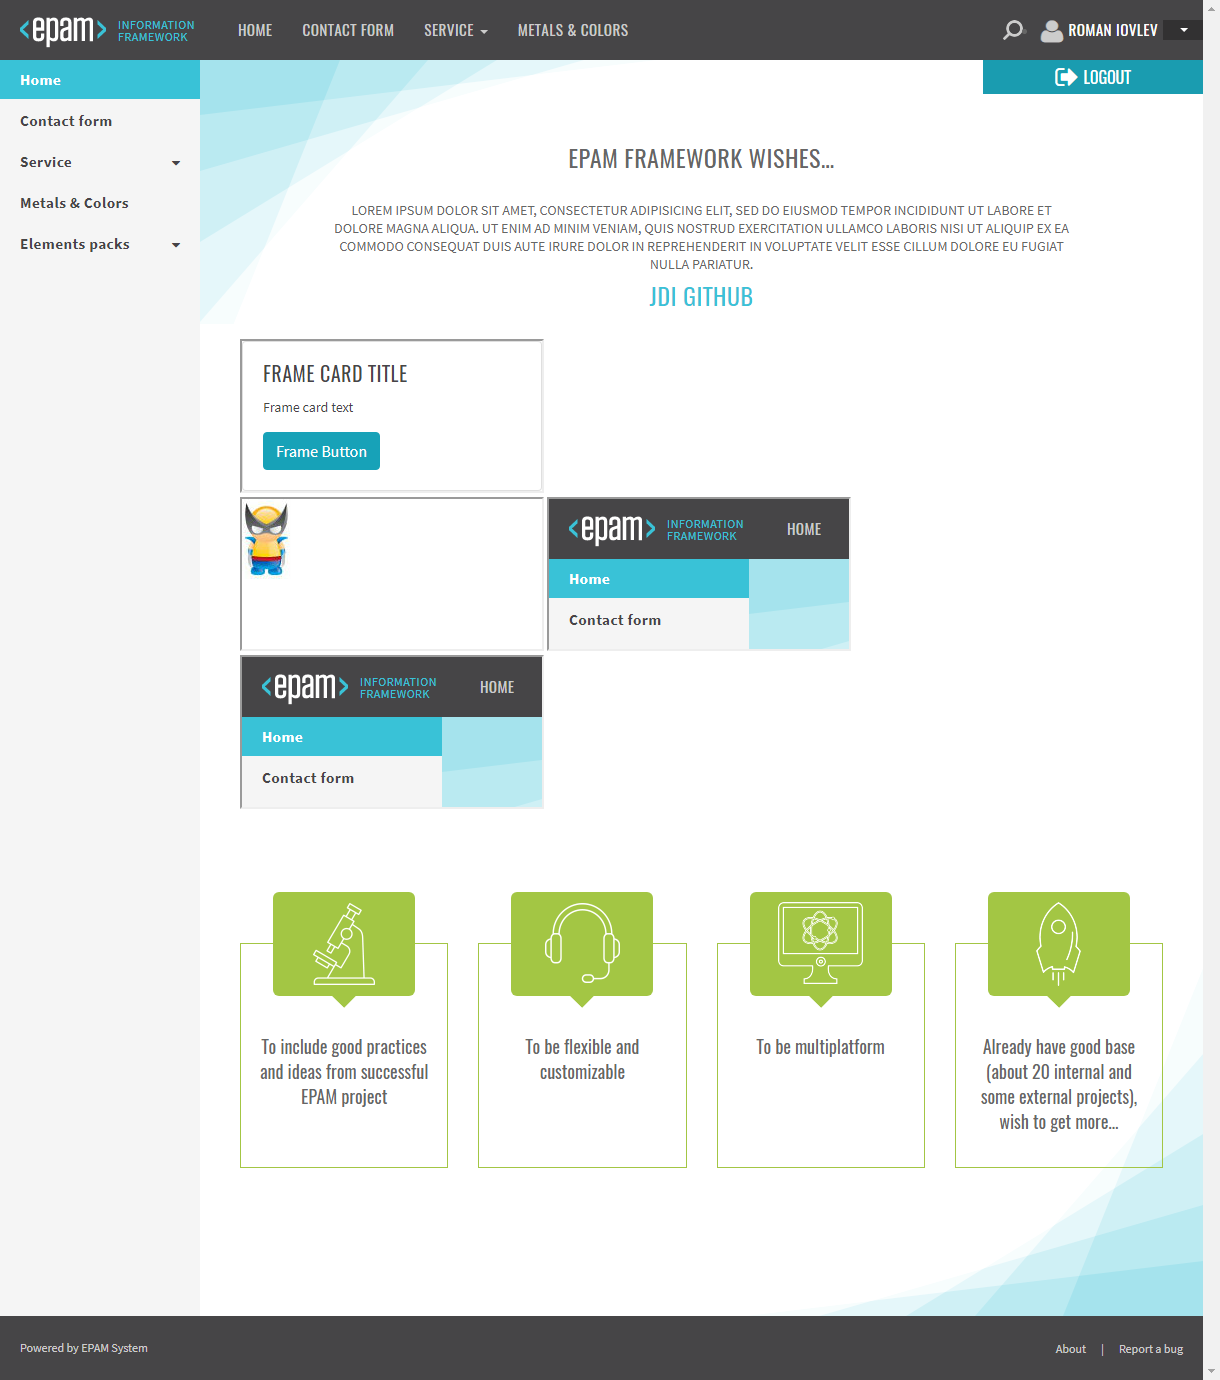 <epam> INFORMATION
FRAMEWORK
HOME CONTACT FORM SERVICE METALS & COLORS
ROMAN IOVLEV
LOGOUT
Home
Contact form
Service
Metals & Colors
Elements packs
EPAM FRAMEWORK WISHES...
LOREM IPSUM DOLOR SIT AMET, CONSECTETUR ADIPISICING ELIT, SED DO EIUSMOD TEMPOR INCIDIDUNT UT LABORE ET
DOLORE MAGNA ALIQUA. UT ENIM AD MINIM VENIAM, QUIS NOSTRUD EXERCITATION ULLAMCO LABORIS NISI UT ALIQUIP EX EA
COMMODO CONSEQUAT DUIS AUTE IRURE DOLOR IN REPREHENDERIT IN VOLUPTATE VELIT ESSE CILLUM DOLORE EU FUGIAT
NULLA PARIATUR.
JDI GITHUB
FRAME CARD TITLE
Frame card text
Frame Button
<epam> INFORMATION
FRAMEWORK
HOME
Home
Contact form
<epam> INFORMATION
FRAMEWORK
HOME
Home
Contact form
To include good practices
and ideas from successful
EPAM project
To be flexible and
customizable
To be multiplatform
Already have good base
(about 20 internal and
some external projects),
wish to get more...
Powered by EPAM System
About | Report a bug